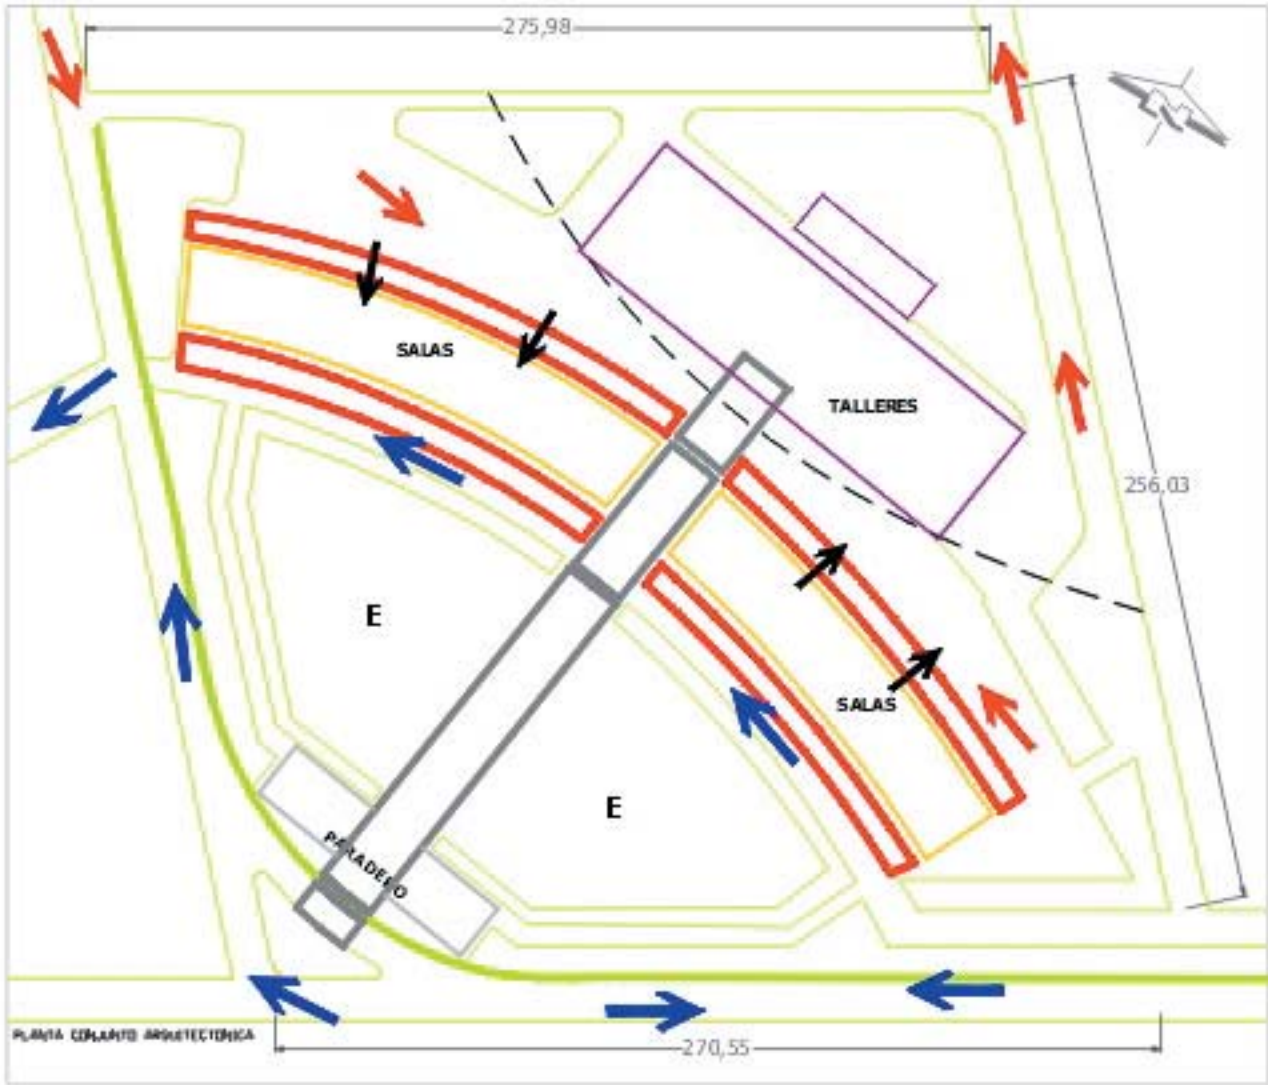 275,98
SALAS
TALLERES
256,03
E
SALAS
E
PARADERO
PLANTA CONJUNTO ARQUITECTONICA
270,55